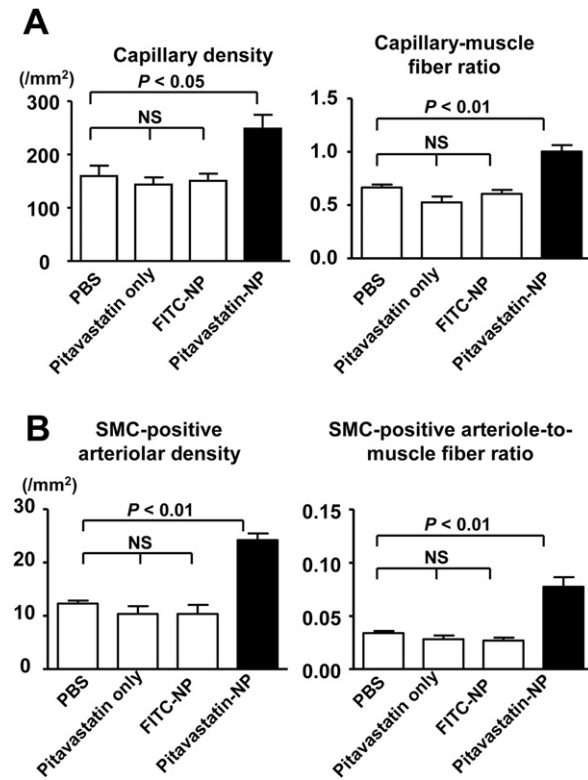 A
Capillary density
(/mm²)
P < 0.05
NS
300
200
100
0
PBS
Pitavastatin only
FITC-NP
Pitavastatin-NP
Capillary-muscle
fiber ratio
P < 0.01
NS
1.5
1.0
0.5
0.0
PBS
Pitavastatin only
FITC-NP
Pitavastatin-NP
B
SMC-positive
arteriolar density
(/mm²)
P < 0.01
NS
30
20
10
0
PBS
Pitavastatin only
FITC-NP
Pitavastatin-NP
SMC-positive arteriole-to-
muscle fiber ratio
P < 0.01
NS
0.15
0.10
0.05
0.00
PBS
Pitavastatin only
FITC-NP
Pitavastatin-NP